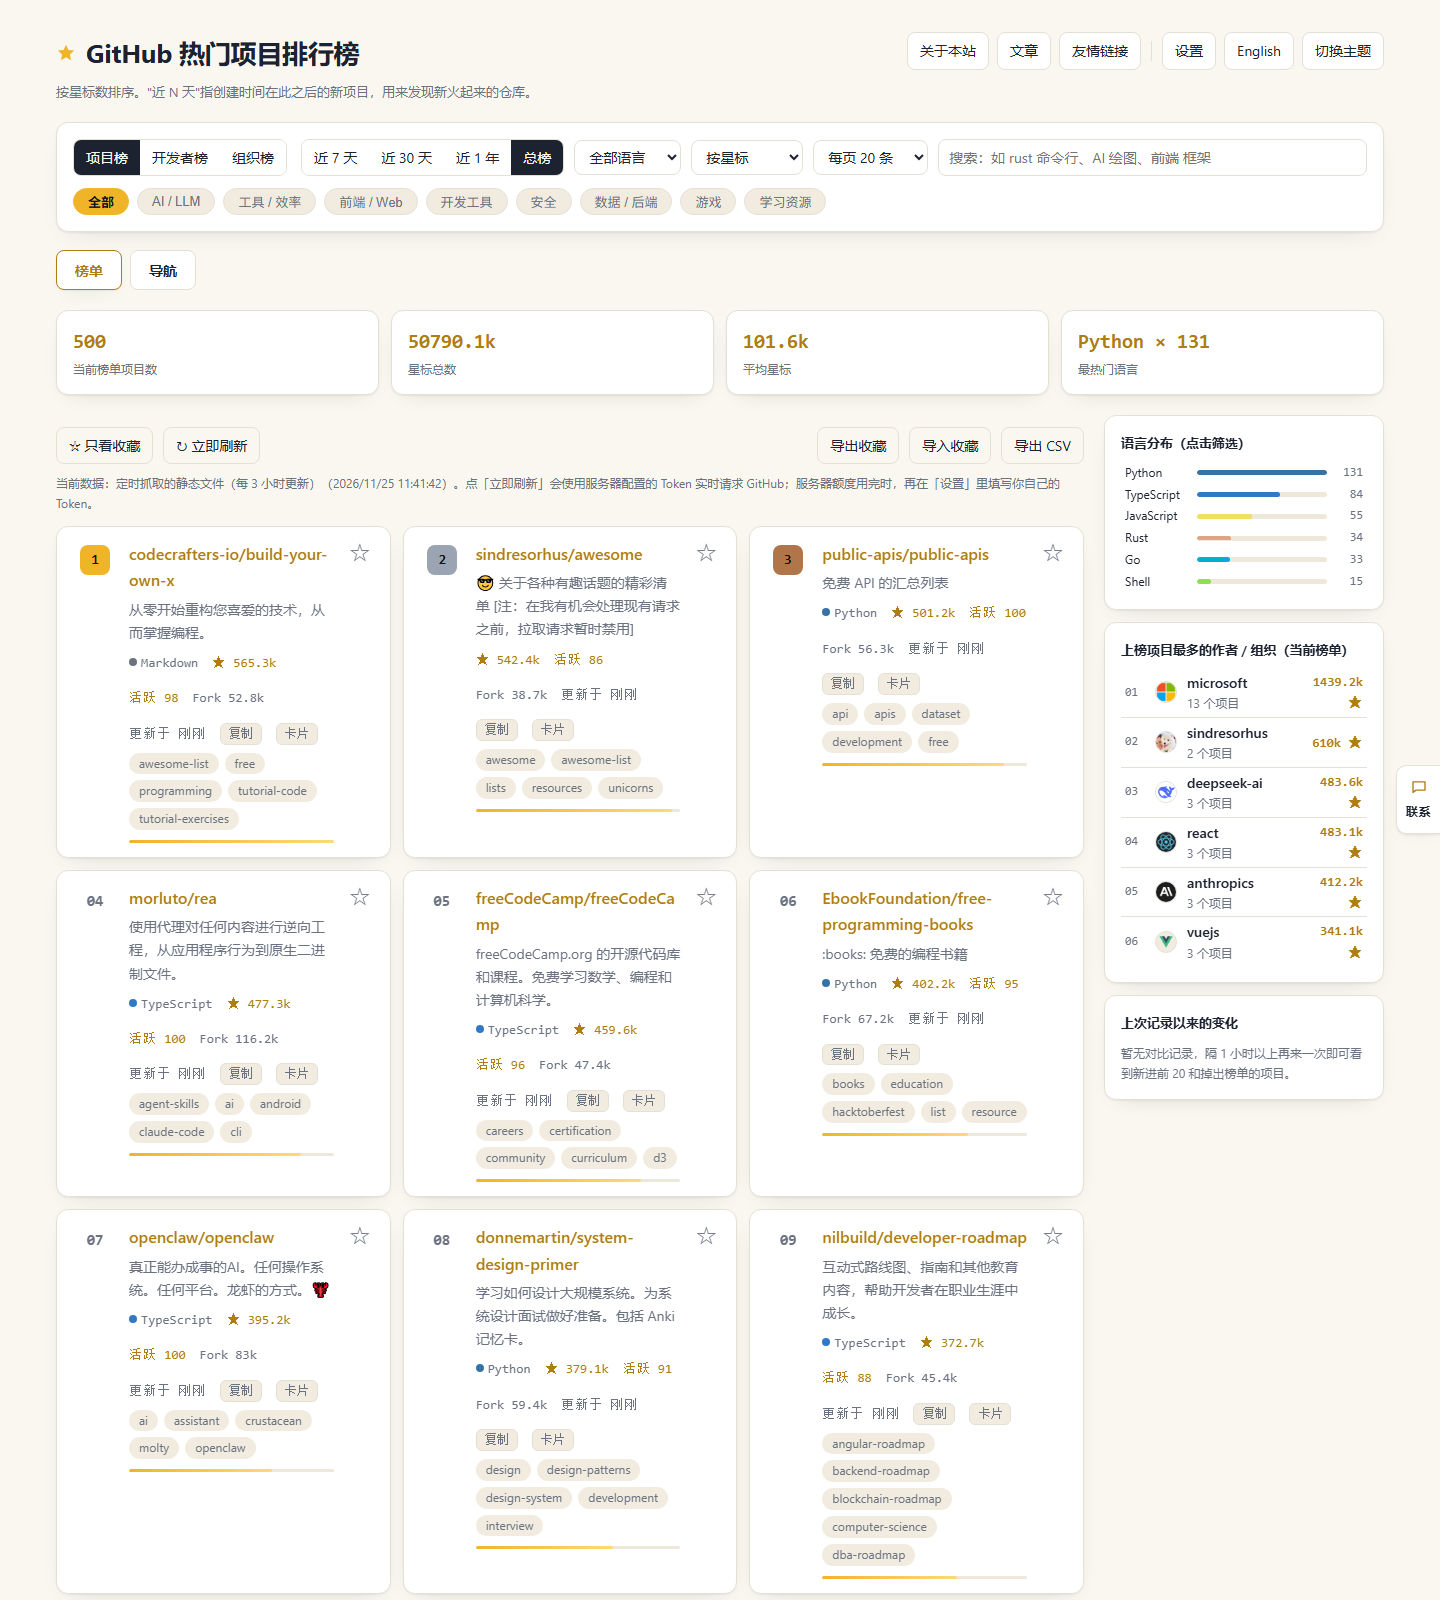 GitHub 热门项目排行榜
关于本站 文章 友情链接 设置 English 切换主题
按星标数排序。"近 N 天"指创建时间在此之后的新项目，用来发现新火起来的仓库。
项目榜 开发者榜 组织榜 近 7 天 近 30 天 近 1 年 总榜 全部语言 按星标 每页 20 条 搜索：如 rust 命令行、AI 绘图、前端 框架
全部 AI / LLM 工具 / 效率 前端 / Web 开发工具 安全 数据 / 后端 游戏 学习资源
榜单 导航
500
当前榜单项目数
50790.1k
星标总数
101.6k
平均星标
Python × 131
最热门语言
☆ 只看收藏 ↻ 立即刷新 导出收藏 导入收藏 导出 CSV
当前数据：定时抓取的静态文件（每 3 小时更新）（2026/11/25 11:41:42）。点「立即刷新」会使用服务器配置的 Token 实时请求 GitHub；服务器额度用完时，再在「设置」里填写你自己的
Token。
1
codecrafters-io/build-your-
own-x
从零开始重构您喜爱的技术，从
而掌握编程。
Markdown ★ 565.3k
活跃 98 Fork 52.8k
更新于 刚刚 复制 卡片
awesome-list free
programming tutorial-code
tutorial-exercises
2
sindresorhus/awesome
😎 关于各种有趣话题的精彩清
单 [注：在我有机会处理现有请求
之前，拉取请求暂时禁用]
★ 542.4k 活跃 86
Fork 38.7k 更新于 刚刚
复制 卡片
awesome awesome-list
lists resources unicorns
3
public-apis/public-apis
免费 API 的汇总列表
Python ★ 501.2k 活跃 100
Fork 56.3k 更新于 刚刚
复制 卡片
api apis dataset
development free
04
morluto/rea
使用代理对任何内容进行逆向工
程，从应用程序行为到原生二进
制文件。
TypeScript ★ 477.3k
活跃 100 Fork 116.2k
更新于 刚刚 复制 卡片
agent-skills ai android
claude-code cli
05
freeCodeCamp/freeCodeCa
mp
freeCodeCamp.org 的开源代码库
和课程。免费学习数学、编程和
计算机科学。
TypeScript ★ 459.6k
活跃 96 Fork 47.4k
更新于 刚刚 复制 卡片
careers certification
community curriculum d3
06
EbookFoundation/free-
programming-books
:books: 免费的编程书籍
Python ★ 402.2k 活跃 95
Fork 67.2k 更新于 刚刚
复制 卡片
books education
hacktoberfest list resource
07
openclaw/openclaw
真正能办成事的AI。任何操作系
统。任何平台。龙虾的方式。🦞
TypeScript ★ 395.2k
活跃 100 Fork 83k
更新于 刚刚 复制 卡片
ai assistant crustacean
molty openclaw
08
donnemartin/system-
design-primer
学习如何设计大规模系统。为系
统设计面试做好准备。包括 Anki
记忆卡。
Python ★ 379.1k 活跃 91
Fork 59.4k 更新于 刚刚
复制 卡片
design design-patterns
design-system development
interview
09
nilbuild/developer-roadmap
互动式路线图、指南和其他教育
内容，帮助开发者在职业生涯中
成长。
TypeScript ★ 372.7k
活跃 88 Fork 45.4k
更新于 刚刚 复制 卡片
angular-roadmap
backend-roadmap
blockchain-roadmap
computer-science
dba-roadmap
语言分布（点击筛选）
Python 131
TypeScript 84
JavaScript 55
Rust 34
Go 33
Shell 15
上榜项目最多的作者 / 组织（当前榜单）
01 microsoft 1439.2k
13 个项目 ★
02 sindresorhus 610k ★
2 个项目
03 deepseek-ai 483.6k
3 个项目 ★
04 react 483.1k
3 个项目 ★
05 anthropics 412.2k
3 个项目 ★
06 vuejs 341.1k
3 个项目 ★
上次记录以来的变化
暂无对比记录，隔 1 小时以上再来一次即可看
到新进前 20 和掉出榜单的项目。
联系